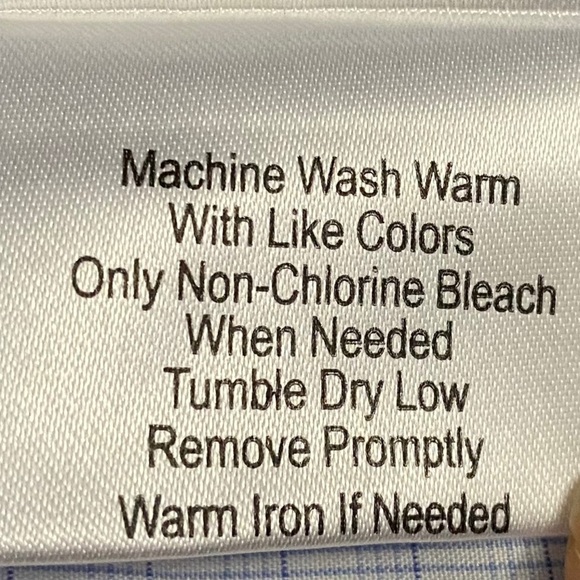 Machine Wash Warm
With Like Colors
Only Non-Chlorine Bleach
When Needed
Tumble Dry Low
Remove Promptly
Warm Iron If Needed